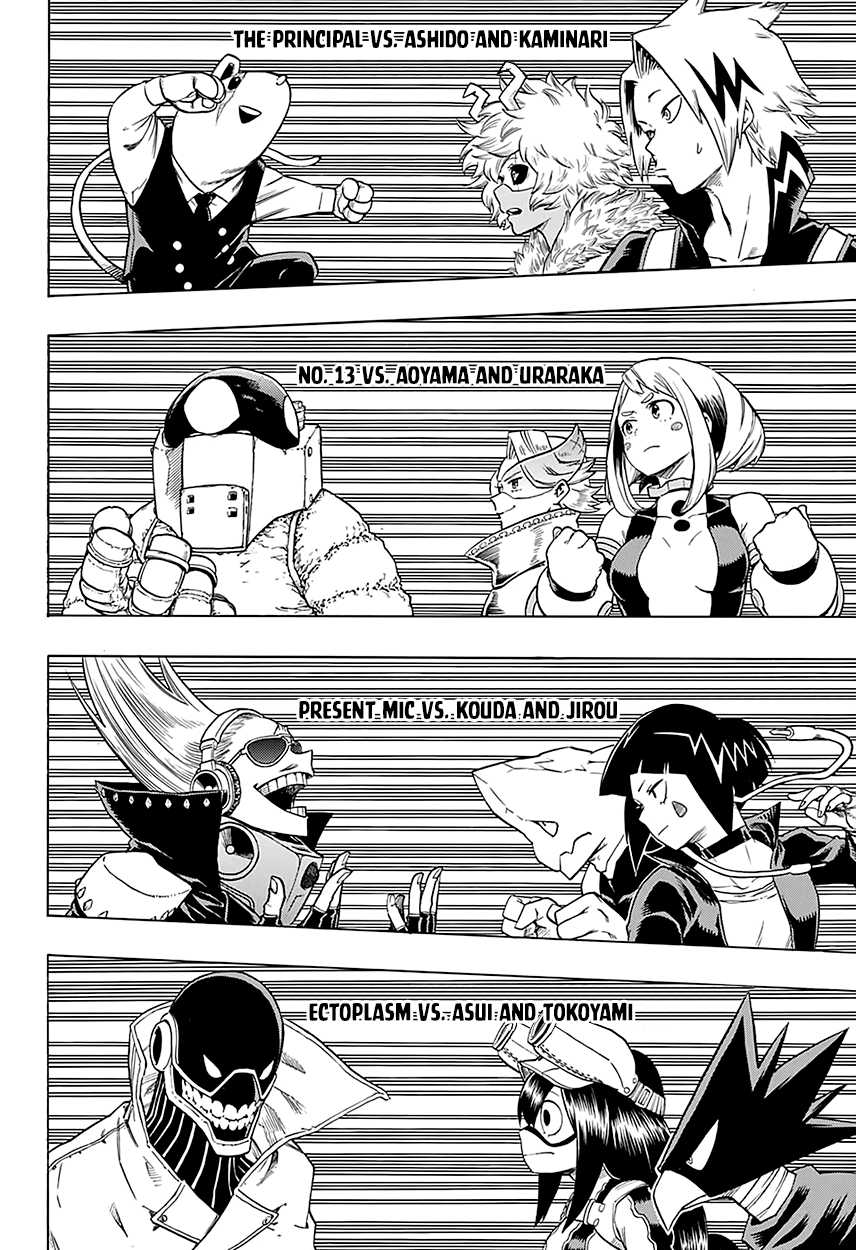 THE PRINCIPAL VS. ASHIDO AND KAMINARI
NO. 13 VS. AOYAMA AND URARAKA
PRESENT MIC VS. KOUDA AND JIROU
ECTOPLASM VS. ASUI AND TOKOYAMI